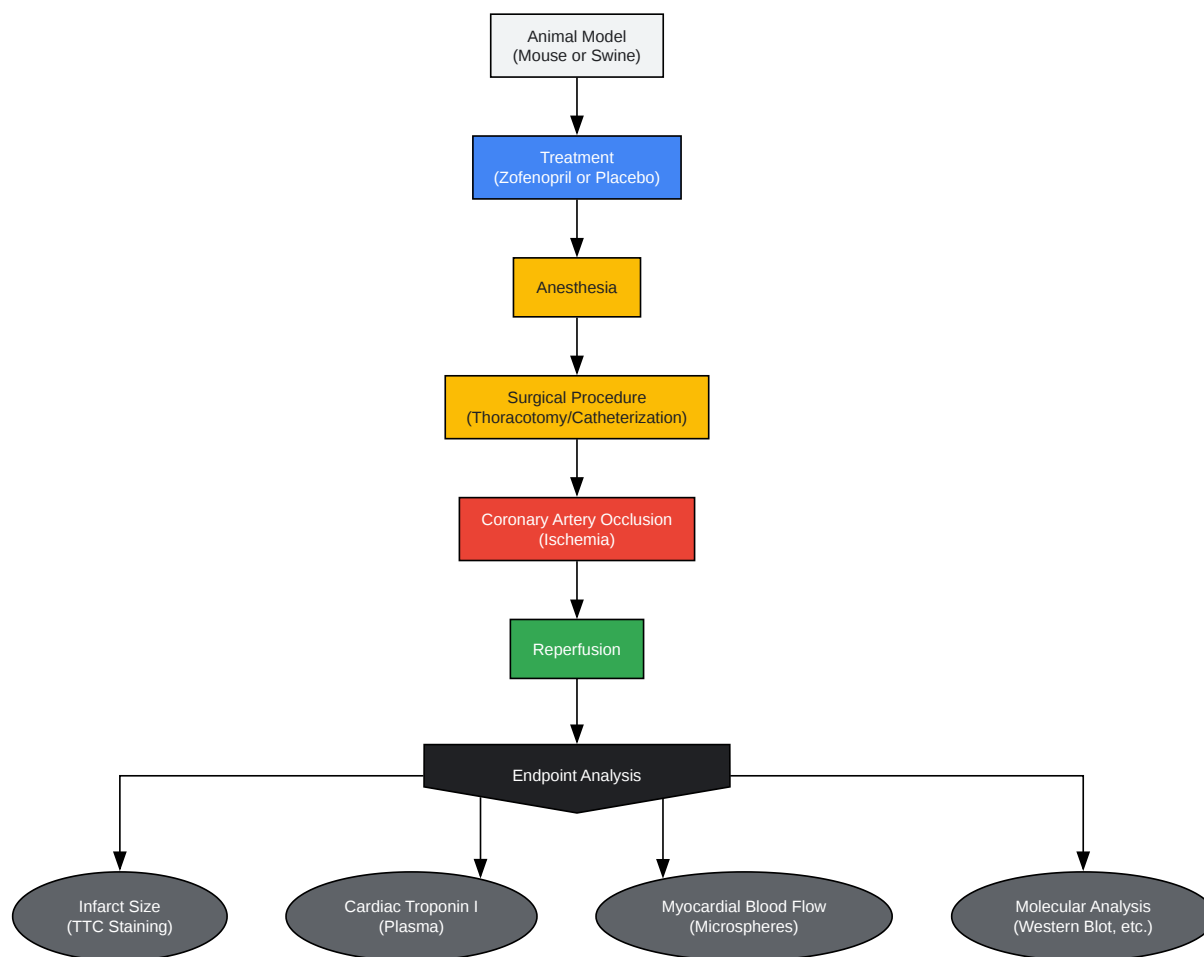 Animal Model
(Mouse or Swine)
Treatment
(Zofenopril or Placebo)
Anesthesia
Surgical Procedure
(Thoracotomy/Catheterization)
Coronary Artery Occlusion
(Ischemia)
Reperfusion
Endpoint Analysis
Infarct Size
(TTC Staining)
Cardiac Troponin I
(Plasma)
Myocardial Blood Flow
(Microspheres)
Molecular Analysis
(Western Blot, etc.)